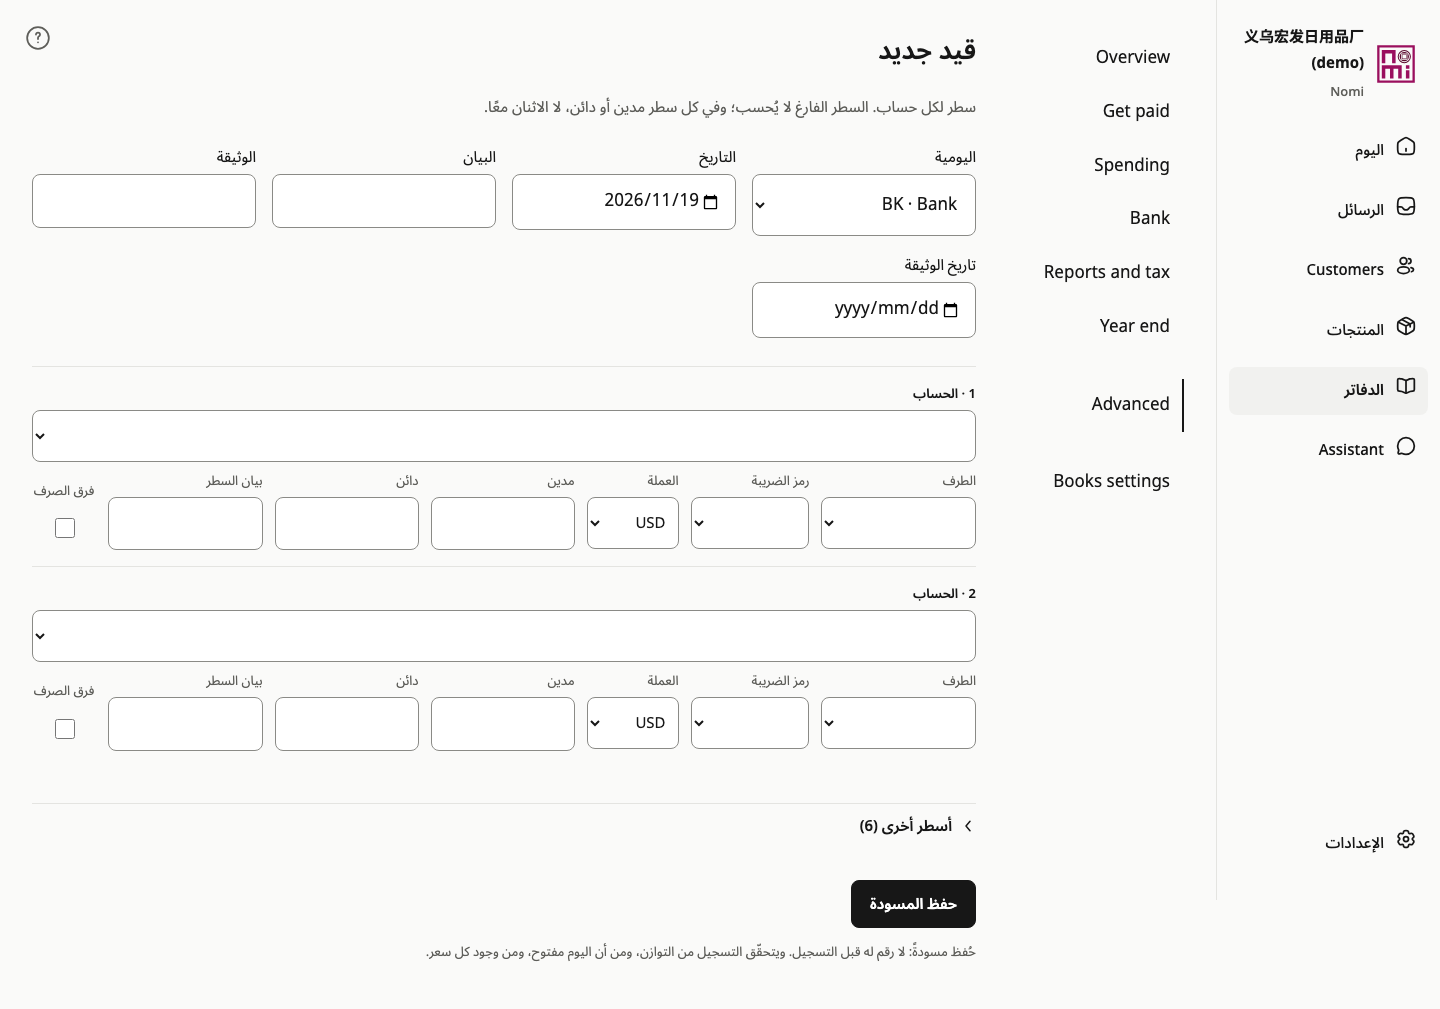 义乌宏发日用品厂
(demo)
Nomi
اليوم
الرسائل
Customers
المنتجات
الدفاتر
Assistant
الإعدادات
Overview
Get paid
Spending
Bank
Reports and tax
Year end
Advanced
Books settings
قيد جديد
سطر لكل حساب. السطر الفارغ لا يُحسب؛ وفي كل سطر مدين أو دائن، لا الاثنان معًا.
اليومية
BK · Bank
التاريخ
2026/11/19
البيان
الوثيقة
تاريخ الوثيقة
yyyy/mm/dd
1 · الحساب
الطرف
رمز الضريبة
العملة
USD
مدين
دائن
بيان السطر
فرق الصرف
2 · الحساب
الطرف
رمز الضريبة
العملة
USD
مدين
دائن
بيان السطر
فرق الصرف
أسطر أخرى (6)
حفظ المسودة
حُفظ مسودةً: لا رقم له قبل التسجيل. ويتحقّق التسجيل من التوازن، ومن أن اليوم مفتوح، ومن وجود كل سعر.